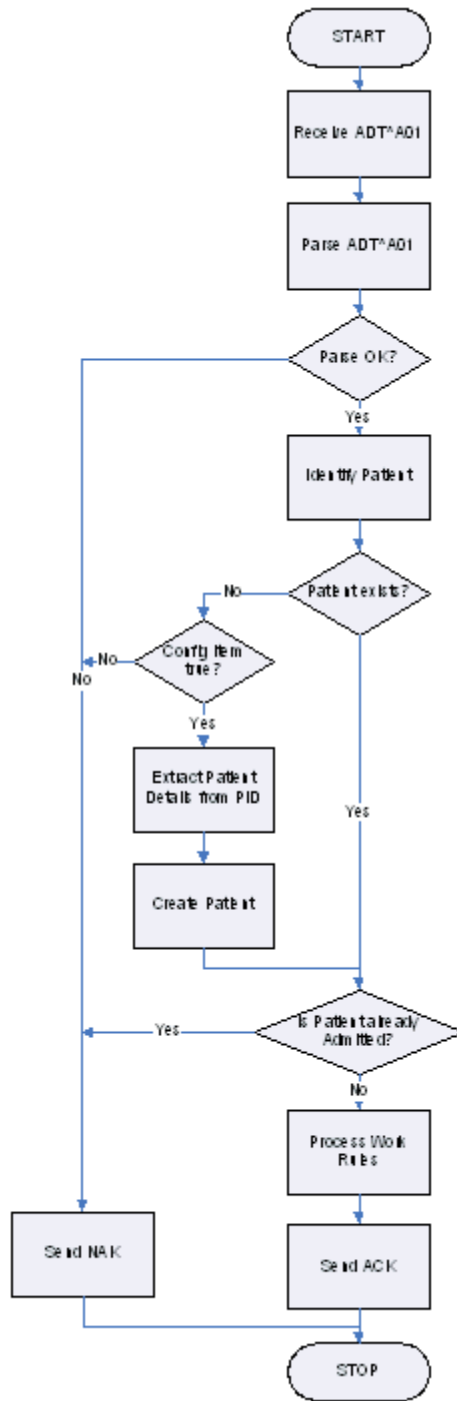 START
Receive ADT^A01
Parse ADT^A01
Parse OK?
Yes
Identify Patient
Patient exists?
No
Config Item
true?
No
No
Yes
Extract Patient
Details from PID
Yes
Create Patient
Is Patient already
Admitted?
Yes
No
Process Work
Rules
Send NAK
Send ACK
STOP